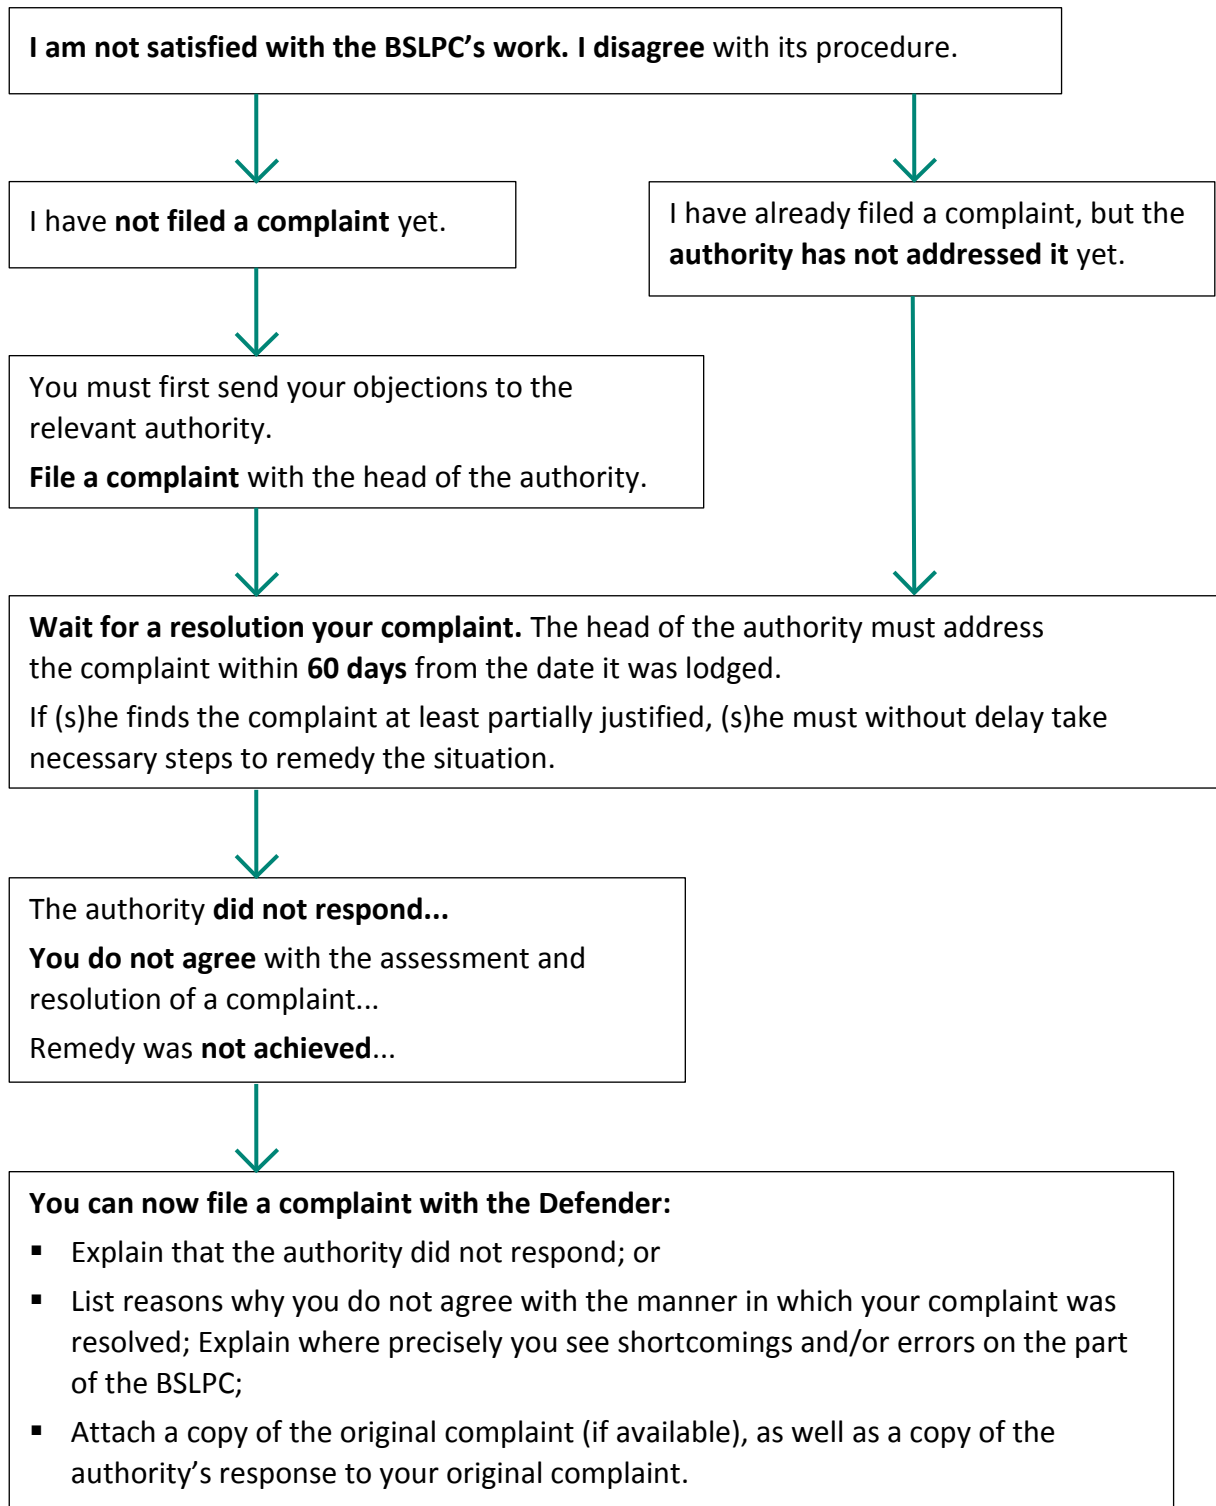 I am not satisfied with the BSLPC’s work. I disagree with its procedure.
I have not filed a complaint yet.
I have already filed a complaint, but the
authority has not addressed it yet.
You must first send your objections to the
relevant authority.
File a complaint with the head of the authority.
Wait for a resolution your complaint. The head of the authority must address
the complaint within 60 days from the date it was lodged.
If (s)he finds the complaint at least partially justified, (s)he must without delay take
necessary steps to remedy the situation.
The authority did not respond...
You do not agree with the assessment and
resolution of a complaint...
Remedy was not achieved...
You can now file a complaint with the Defender:
▪ Explain that the authority did not respond; or
▪ List reasons why you do not agree with the manner in which your complaint was
resolved; Explain where precisely you see shortcomings and/or errors on the part
of the BSLPC;
▪ Attach a copy of the original complaint (if available), as well as a copy of the
authority’s response to your original complaint.